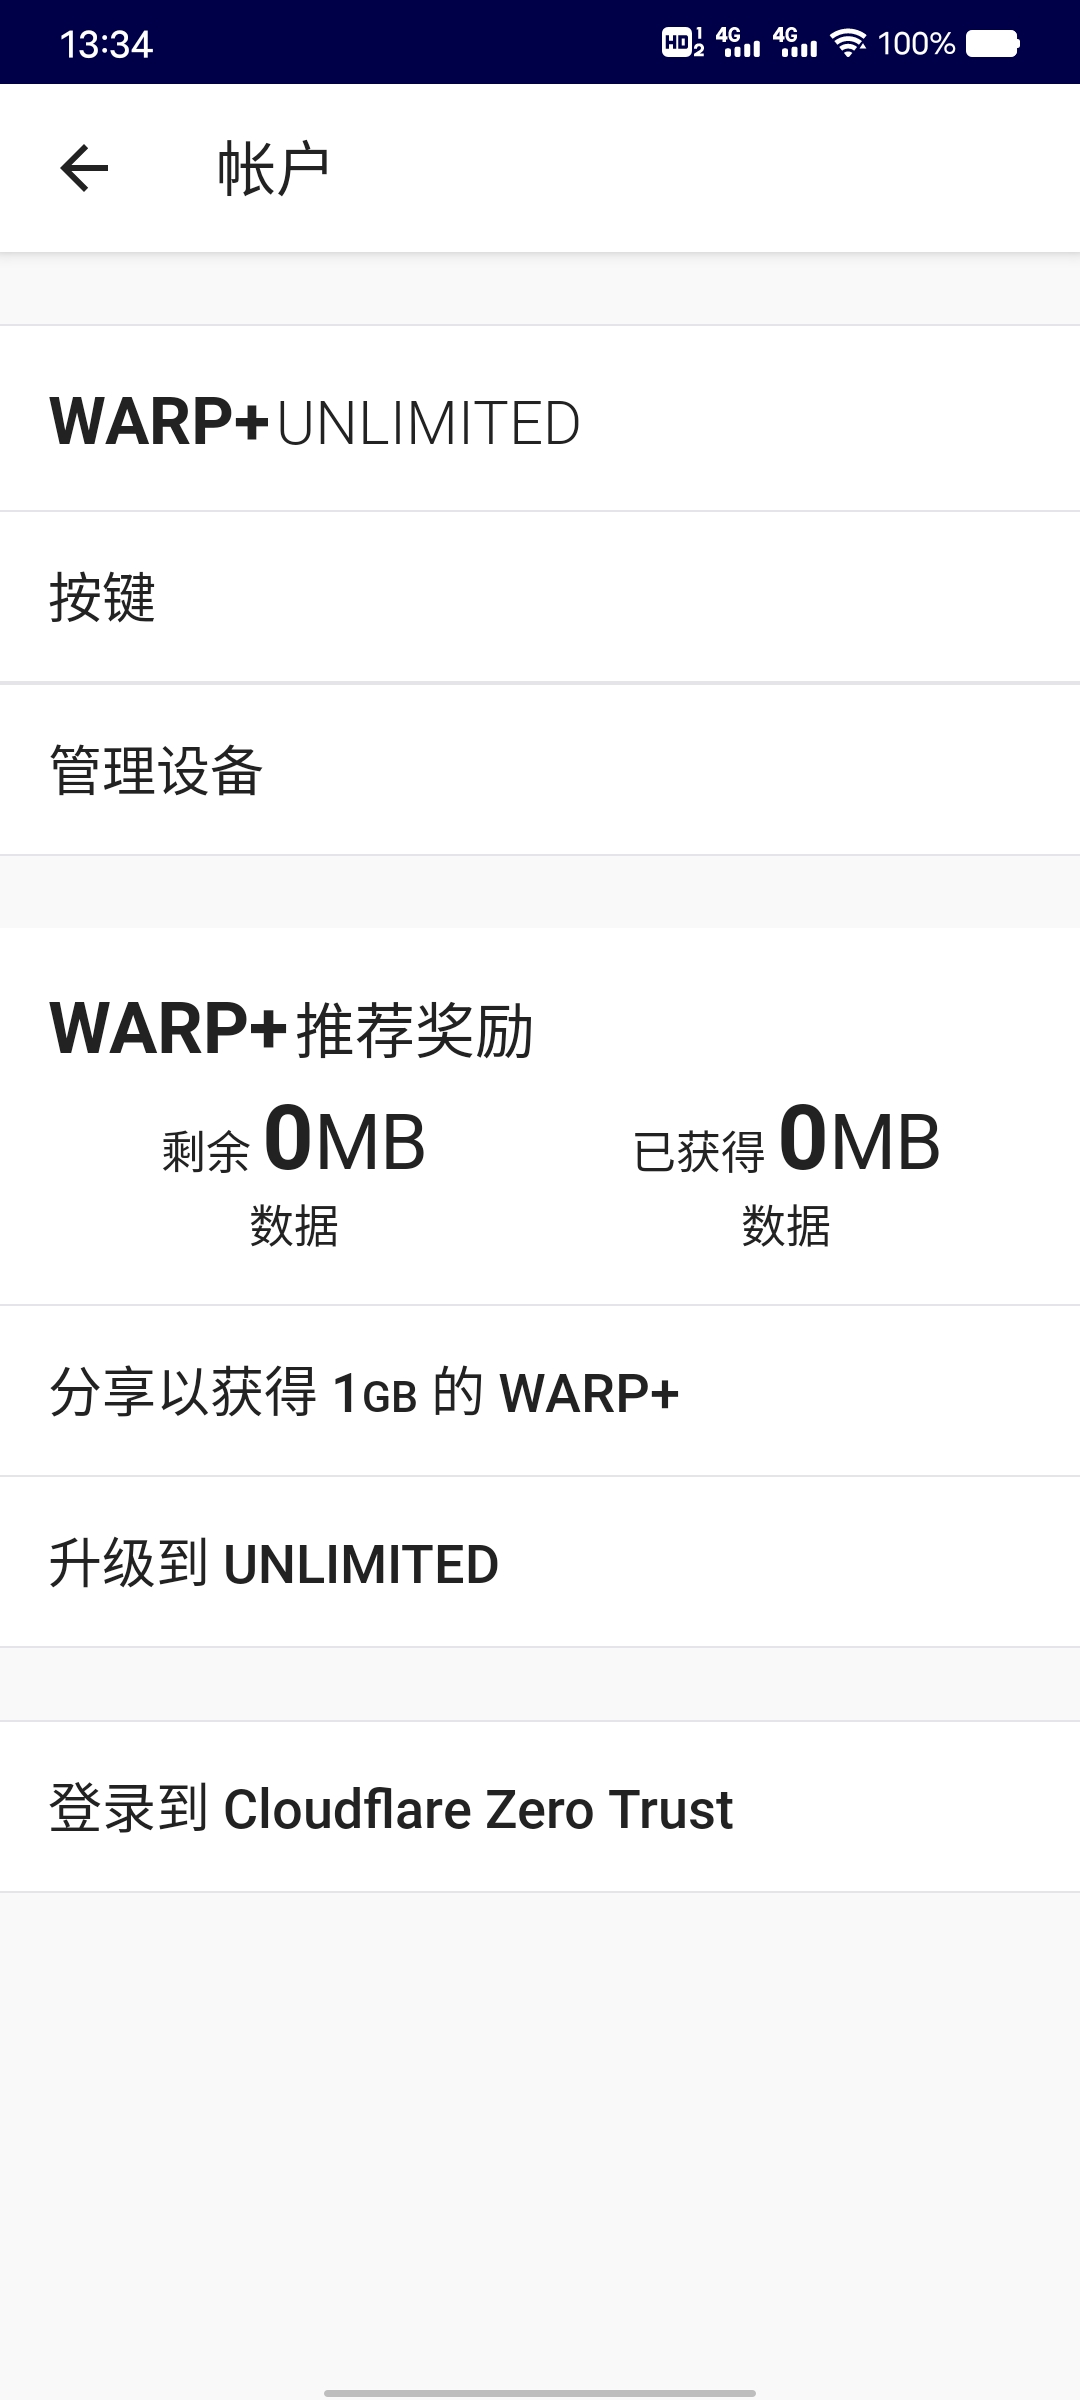 13:34 HD 1 2 4G 4G 100%
帐户
WARP+ UNLIMITED
按键
管理设备
WARP+ 推荐奖励
剩余 0MB 已获得 0MB
数据 数据
分享以获得 1GB 的 WARP+
升级到 UNLIMITED
登录到 Cloudflare Zero Trust